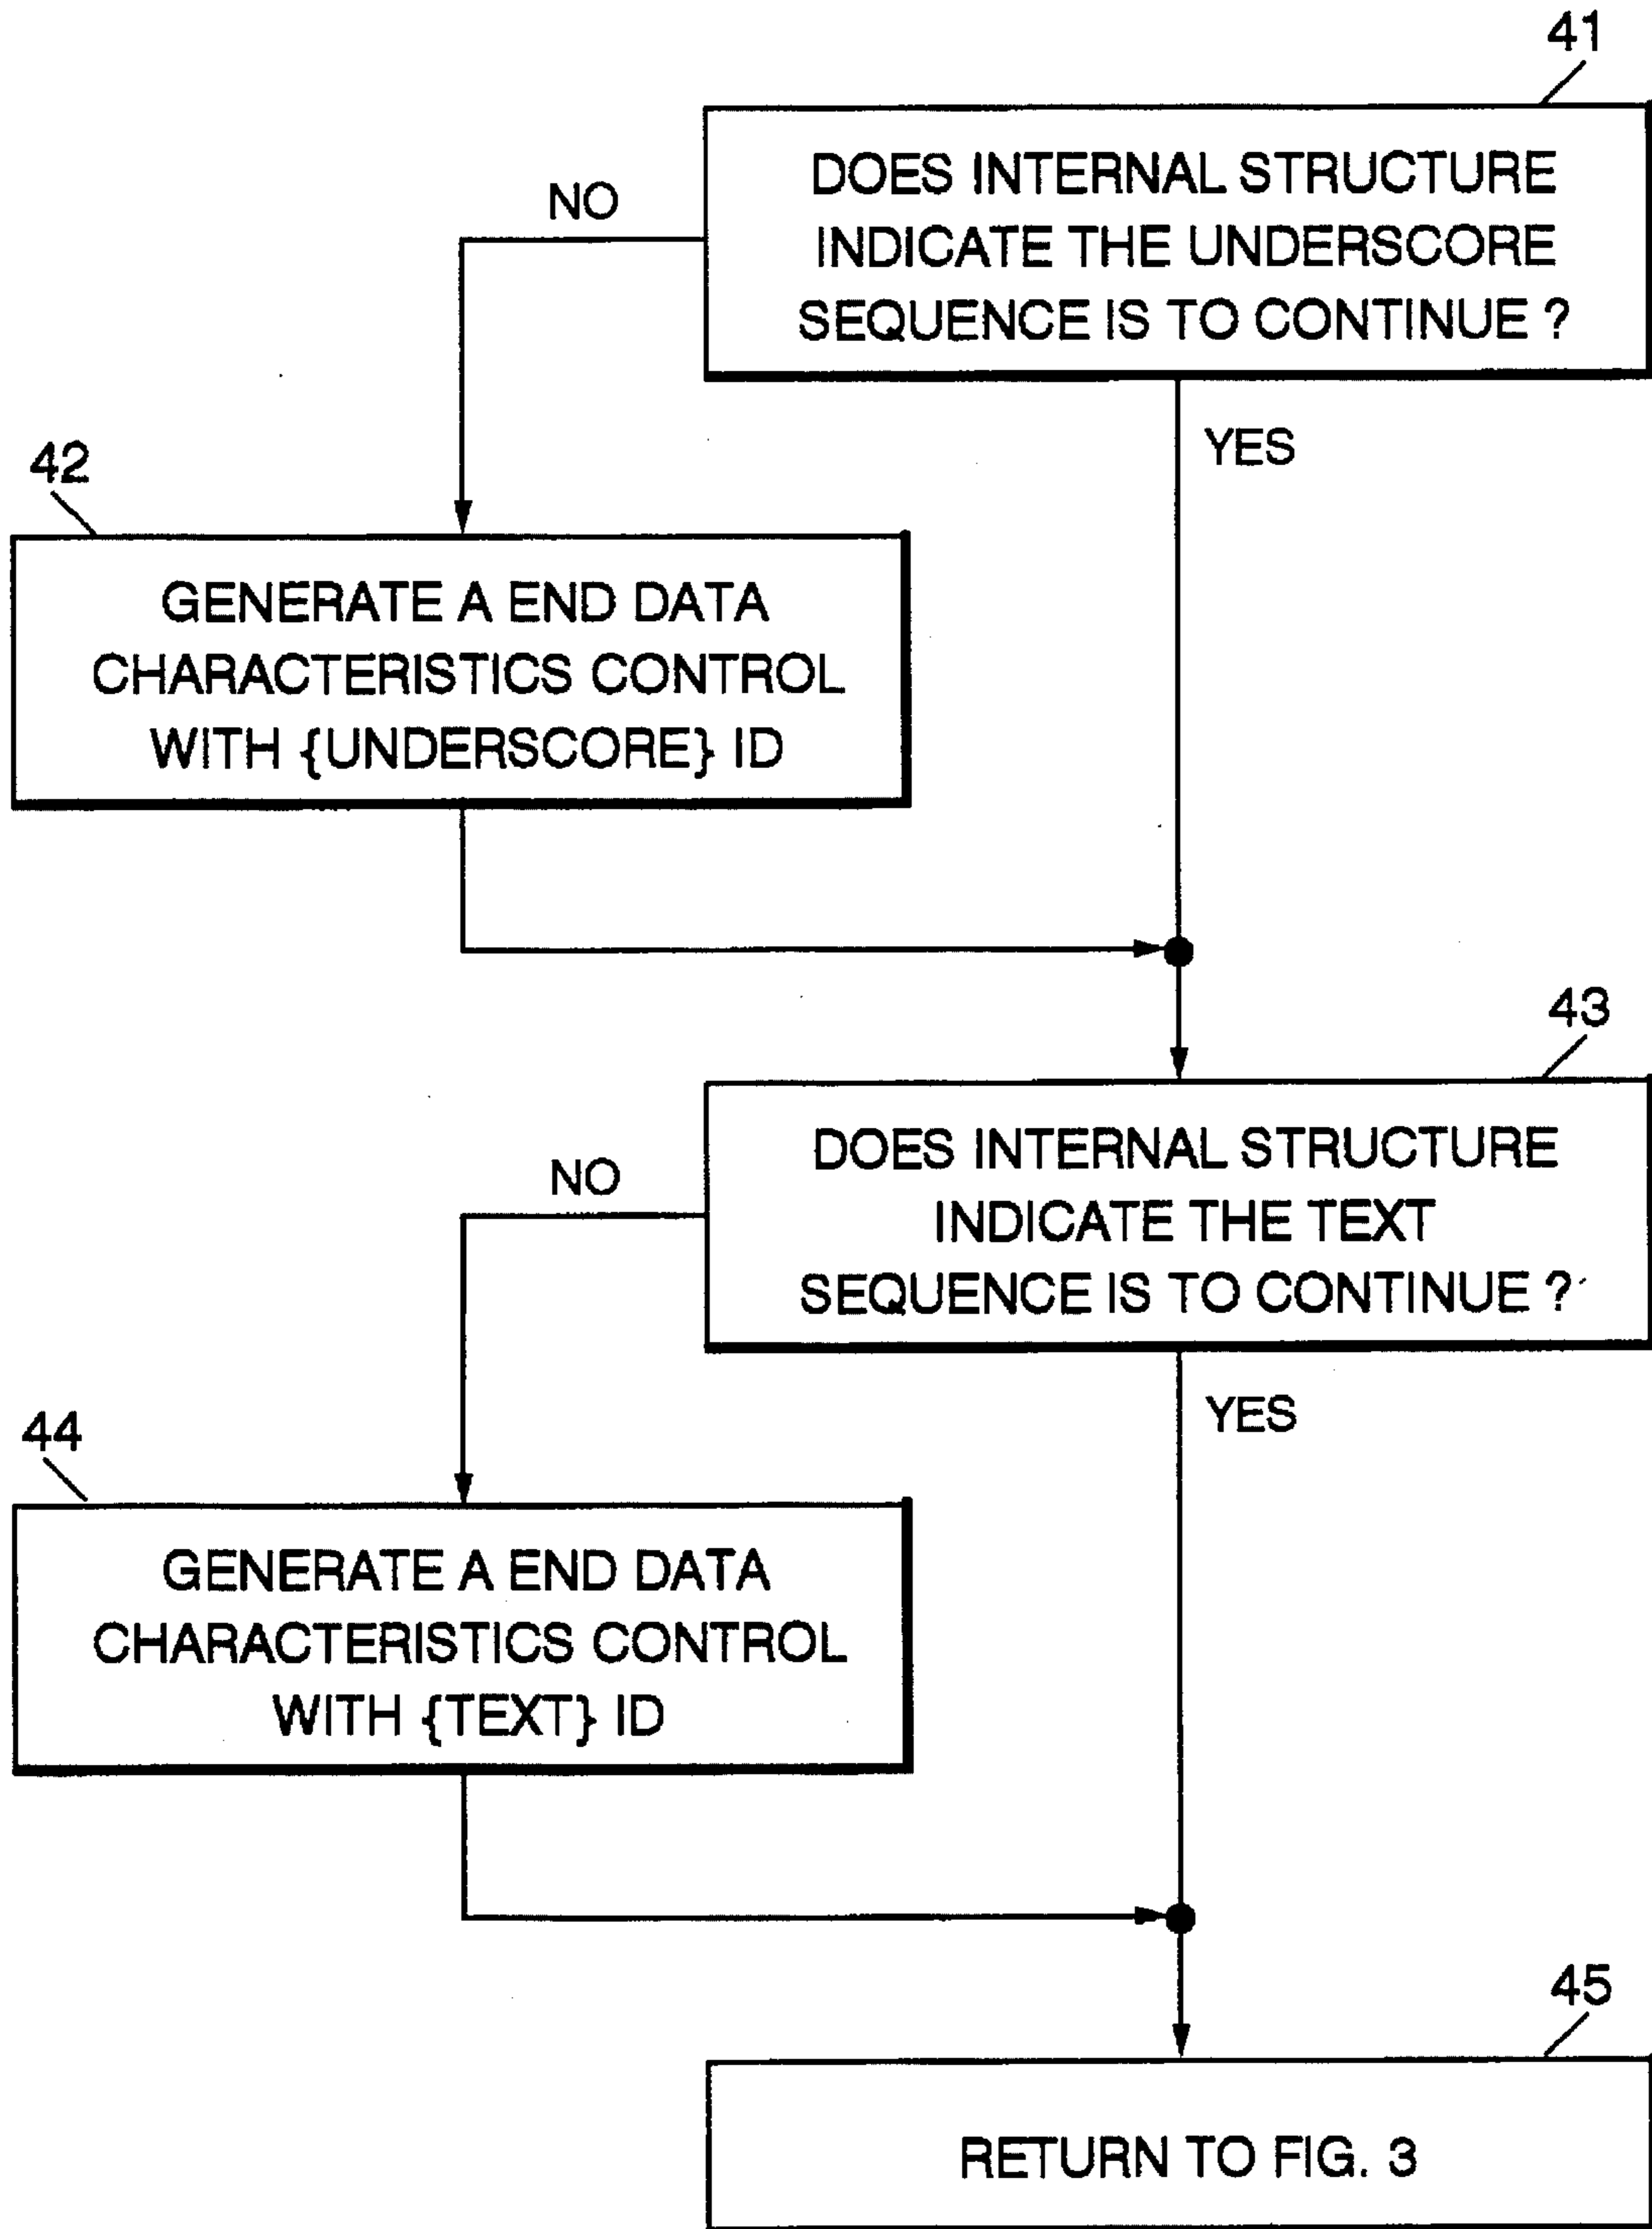 41
DOES INTERNAL STRUCTURE
INDICATE THE UNDERSCORE
SEQUENCE IS TO CONTINUE ?
NO
YES
42
GENERATE A END DATA
CHARACTERISTICS CONTROL
WITH {UNDERSCORE} ID
43
DOES INTERNAL STRUCTURE
INDICATE THE TEXT
SEQUENCE IS TO CONTINUE ?
NO
YES
44
GENERATE A END DATA
CHARACTERISTICS CONTROL
WITH {TEXT} ID
45
RETURN TO FIG. 3